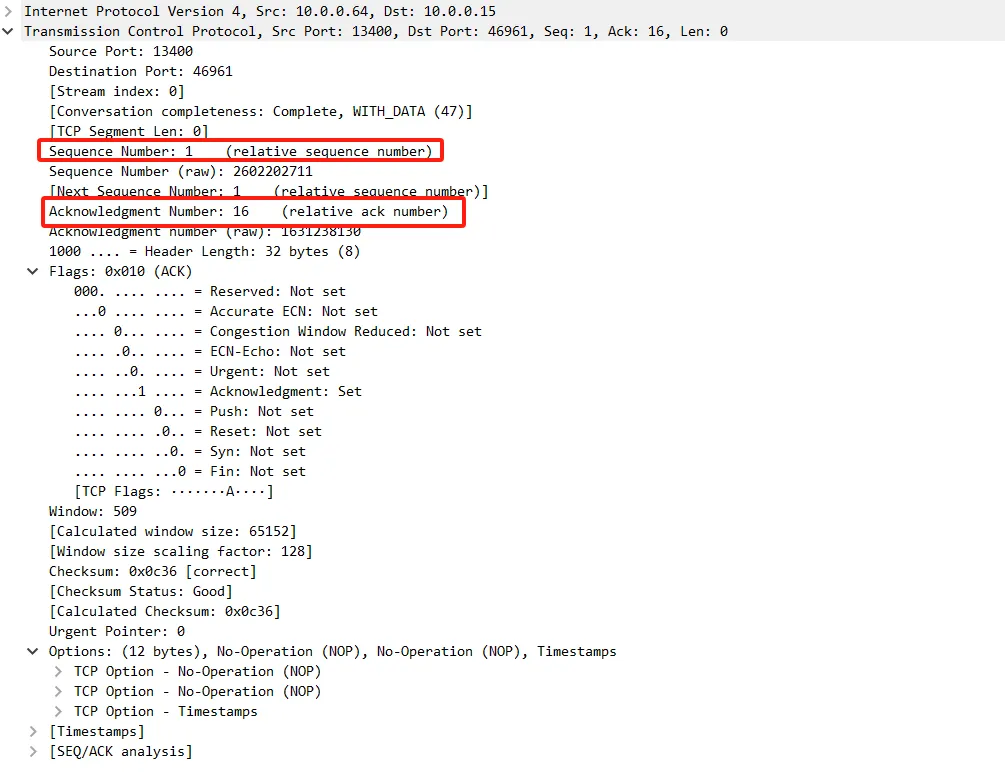 Internet Protocol Version 4, Src: 10.0.0.64, Dst: 10.0.0.15
Transmission Control Protocol, Src Port: 13400, Dst Port: 46961, Seq: 1, Ack: 16, Len: 0
Source Port: 13400
Destination Port: 46961
[Stream index: 0]
[Conversation completeness: Complete, WITH_DATA (47)]
[TCP Segment Len: 0]
Sequence Number: 1    (relative sequence number)
Sequence Number (raw): 2602202711
[Next Sequence Number: 1    (relative sequence number)]
Acknowledgment Number: 16    (relative ack number)
Acknowledgment number (raw): 1631238130
1000 .... = Header Length: 32 bytes (8)
Flags: 0x010 (ACK)
000. .... .... = Reserved: Not set
...0 .... .... = Accurate ECN: Not set
.... 0... .... = Congestion Window Reduced: Not set
.... .0.. .... = ECN-Echo: Not set
.... ..0. .... = Urgent: Not set
.... ...1 .... = Acknowledgment: Set
.... .... 0... = Push: Not set
.... .... .0.. = Reset: Not set
.... .... ..0. = Syn: Not set
.... .... ...0 = Fin: Not set
[TCP Flags: ·······A····]
Window: 509
[Calculated window size: 65152]
[Window size scaling factor: 128]
Checksum: 0x0c36 [correct]
[Checksum Status: Good]
[Calculated Checksum: 0x0c36]
Urgent Pointer: 0
Options: (12 bytes), No-Operation (NOP), No-Operation (NOP), Timestamps
TCP Option - No-Operation (NOP)
TCP Option - No-Operation (NOP)
TCP Option - Timestamps
[Timestamps]
[SEQ/ACK analysis]